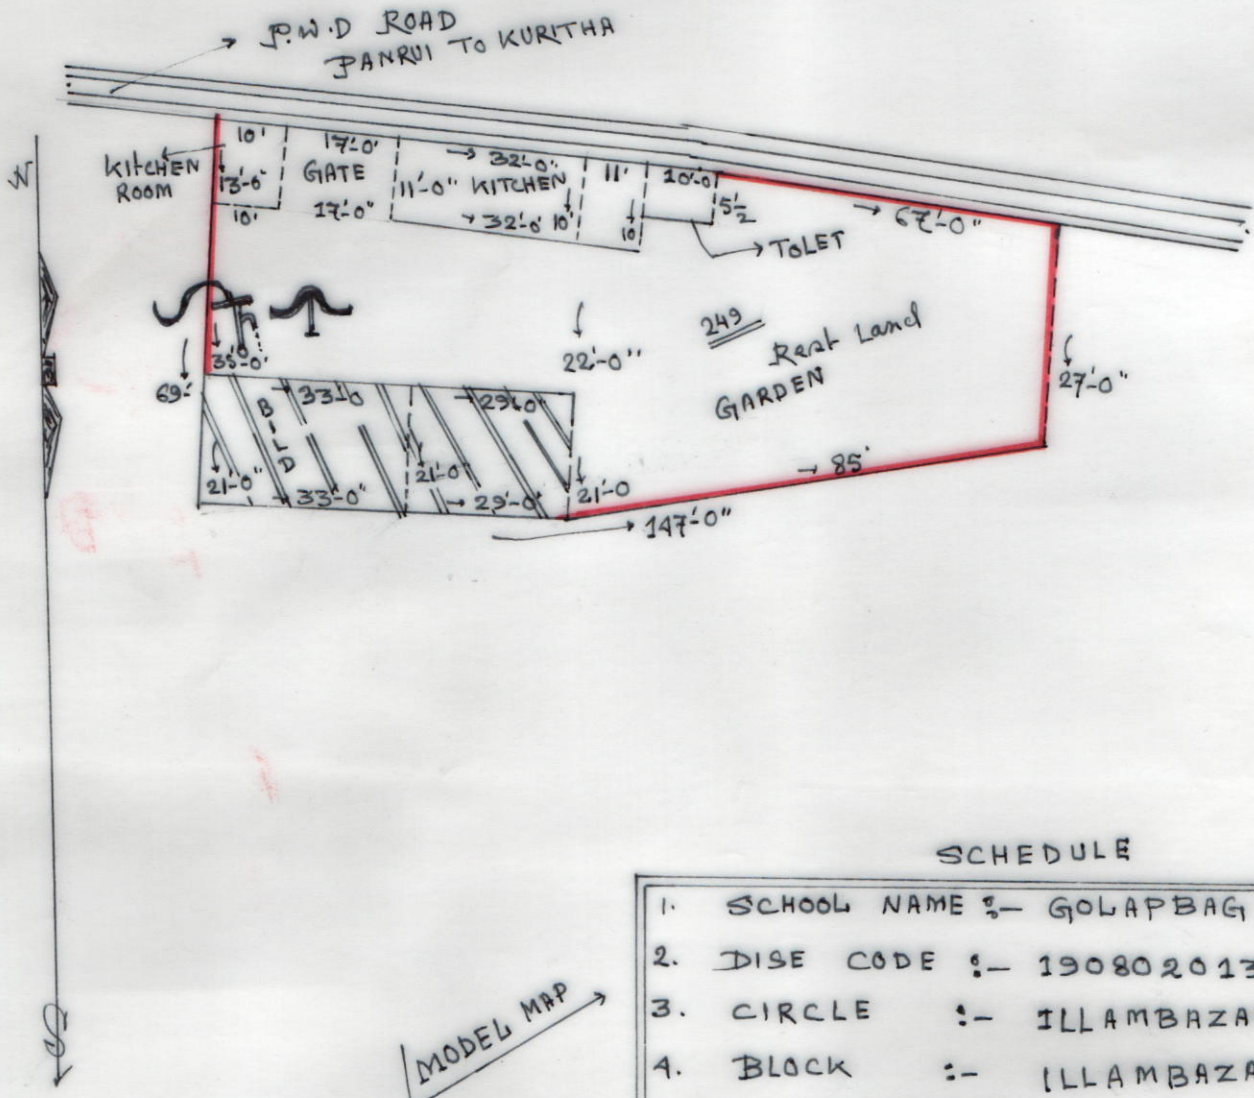 P.W.D ROAD
PANRUI TO KURITHA
N
KITCHEN
ROOM
10'
13'-0"
10'
17'-0"
GATE
17'-0"
11'-0"
32'-0"
KITCHEN
32'-0"
10'
11'
10
10'-0
5½
TOLET
67'-0"
249
Rest Land
GARDEN
22'-0"
27'-0"
35'-0"
69'
33'-0
29'-0"
BILD
21'-0"
21'-0"
21'-0
33'-0"
29'-0"
85'
147'-0"
S
MODEL MAP
SCHEDULE
1. SCHOOL NAME :- GOLAPBAG
2. DISE CODE :- 190802013
3. CIRCLE :- ILLAMBAZA
4. BLOCK :- ILLAMBAZA